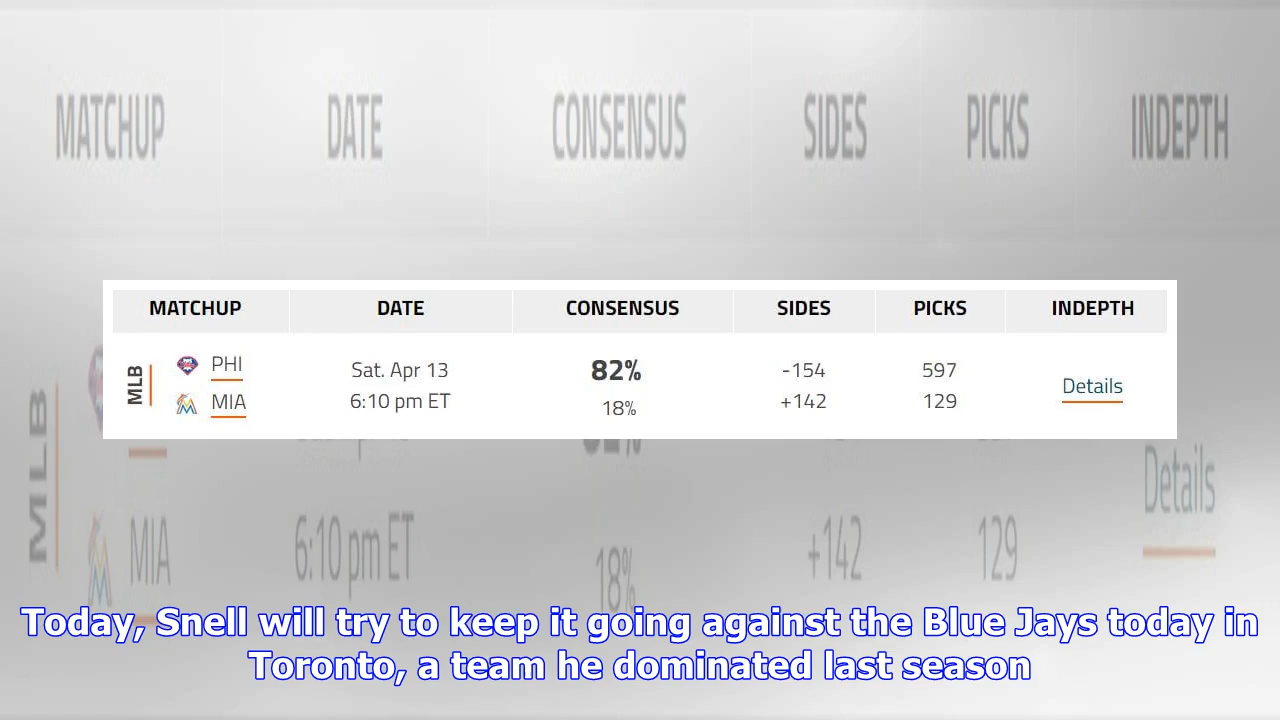 MATCHUP DATE CONSENSUS SIDES PICKS INDEPTH
MATCHUP DATE CONSENSUS SIDES PICKS INDEPTH
MLB
PHI Sat. Apr 13 82% -154 597
MIA 6:10 pm ET 18% +142 129
Details
MLB
Details
MIA 6:10 pm ET 18% +142 129
Today, Snell will try to keep it going against the Blue Jays today in
Toronto, a team he dominated last season